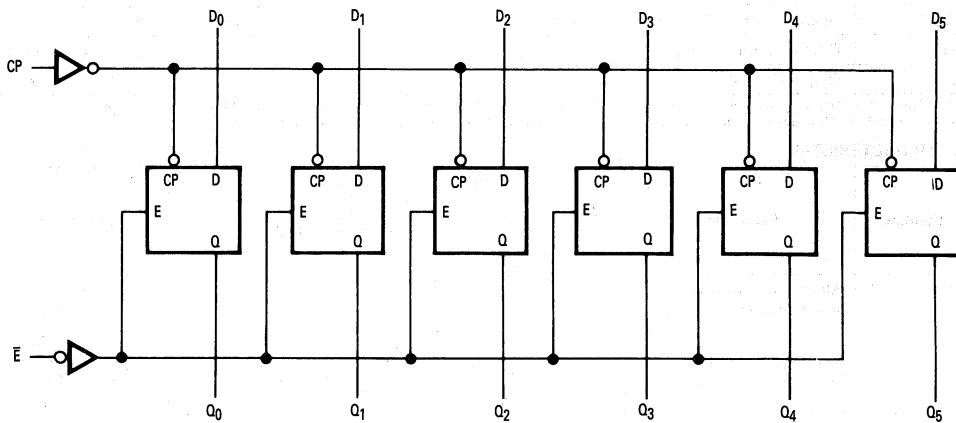 D0 D1 D2 D3 D4 D5
CP
CP D CP D CP D CP D CP D CP D
E E E E E E
Q Q Q Q Q Q
E̅
Q0 Q1 Q2 Q3 Q4 Q5